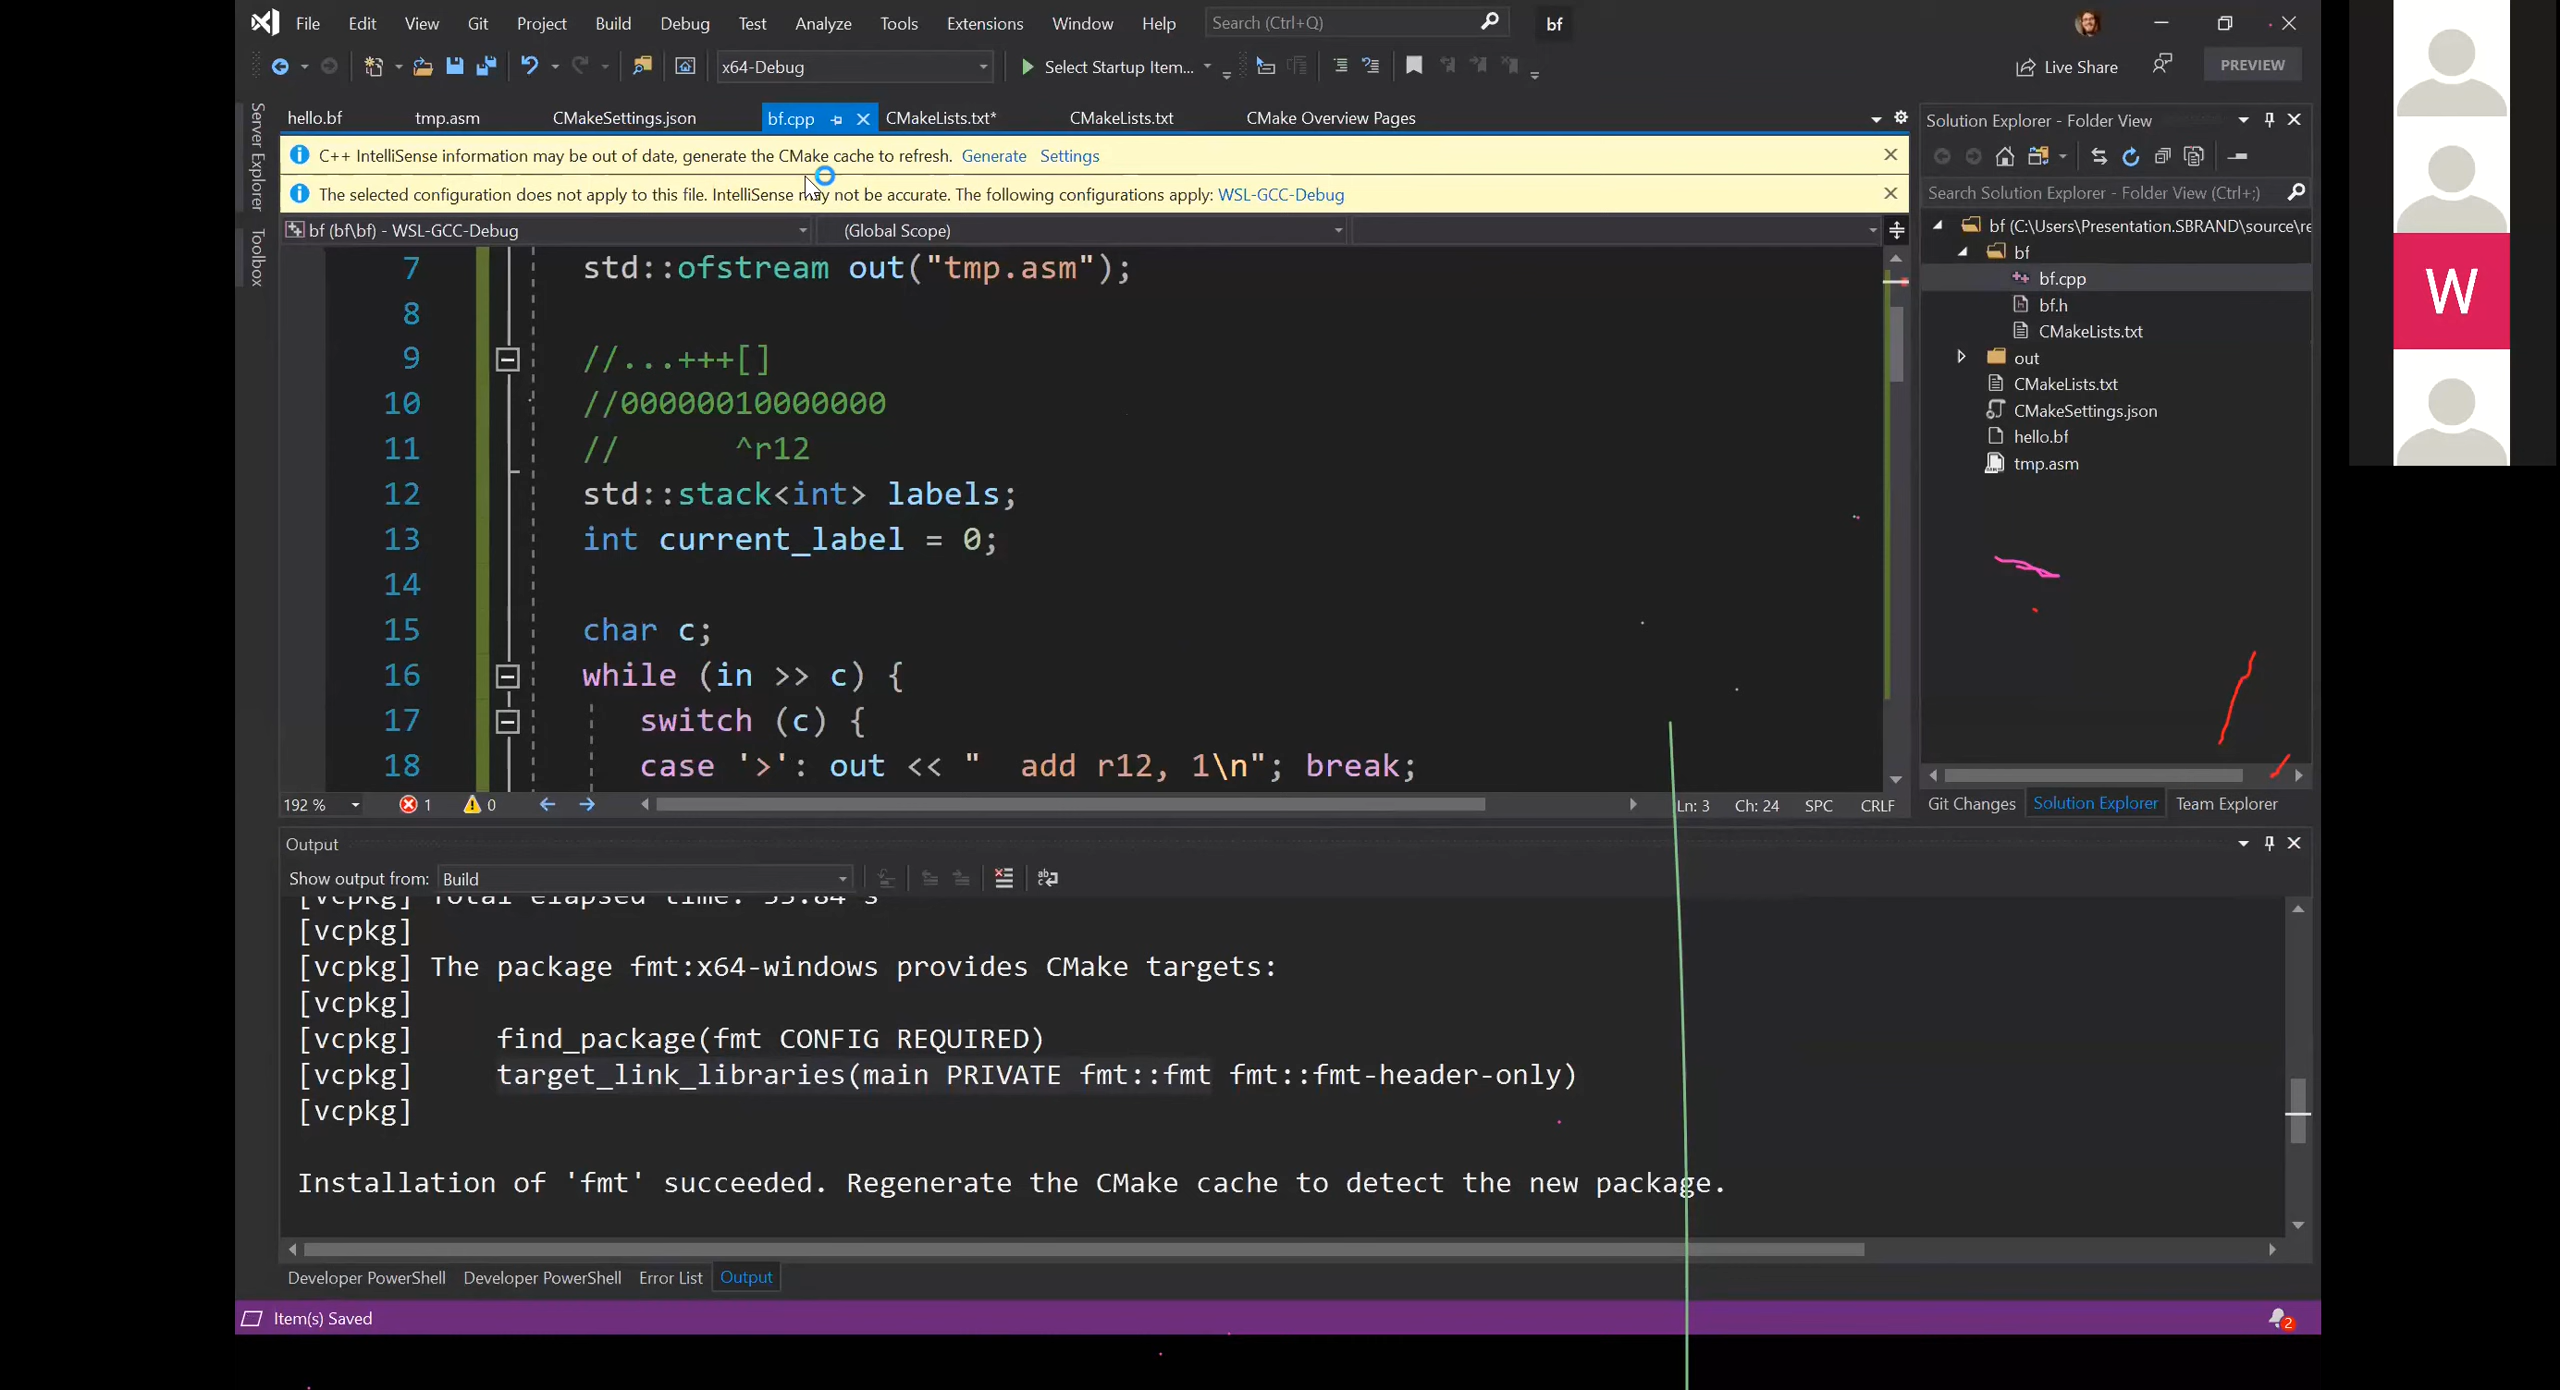 File Edit View Git Project Build Debug Test Analyze Tools Extensions Window Help Search (Ctrl+Q) bf
x64-Debug Select Startup Item... Live Share PREVIEW
Server Explorer
Toolbox
hello.bf tmp.asm CMakeSettings.json bf.cpp CMakeLists.txt* CMakeLists.txt CMake Overview Pages
C++ IntelliSense information may be out of date, generate the CMake cache to refresh. Generate Settings
The selected configuration does not apply to this file. IntelliSense may not be accurate. The following configurations apply: WSL-GCC-Debug
bf (bf\bf) - WSL-GCC-Debug (Global Scope)
7 std::ofstream out("tmp.asm");
8
9 //...+++[]
10 //00000010000000
11 // ^r12
12 std::stack<int> labels;
13 int current_label = 0;
14
15 char c;
16 while (in >> c) {
17 switch (c) {
18 case '>': out << "  add r12, 1\n"; break;
192 % 1 0 Ln: 3 Ch: 24 SPC CRLF
Solution Explorer - Folder View
Search Solution Explorer - Folder View (Ctrl+;)
bf (C:\Users\Presentation.SBRAND\source\re
bf
bf.cpp
bf.h
CMakeLists.txt
out
CMakeLists.txt
CMakeSettings.json
hello.bf
tmp.asm
Git Changes Solution Explorer Team Explorer
W
Output
Show output from: Build
[vcpkg] Total elapsed time: 55.84 s
[vcpkg]
[vcpkg] The package fmt:x64-windows provides CMake targets:
[vcpkg]
[vcpkg] find_package(fmt CONFIG REQUIRED)
[vcpkg] target_link_libraries(main PRIVATE fmt::fmt fmt::fmt-header-only)
[vcpkg]
Installation of 'fmt' succeeded. Regenerate the CMake cache to detect the new package.
Developer PowerShell Developer PowerShell Error List Output
Item(s) Saved 2